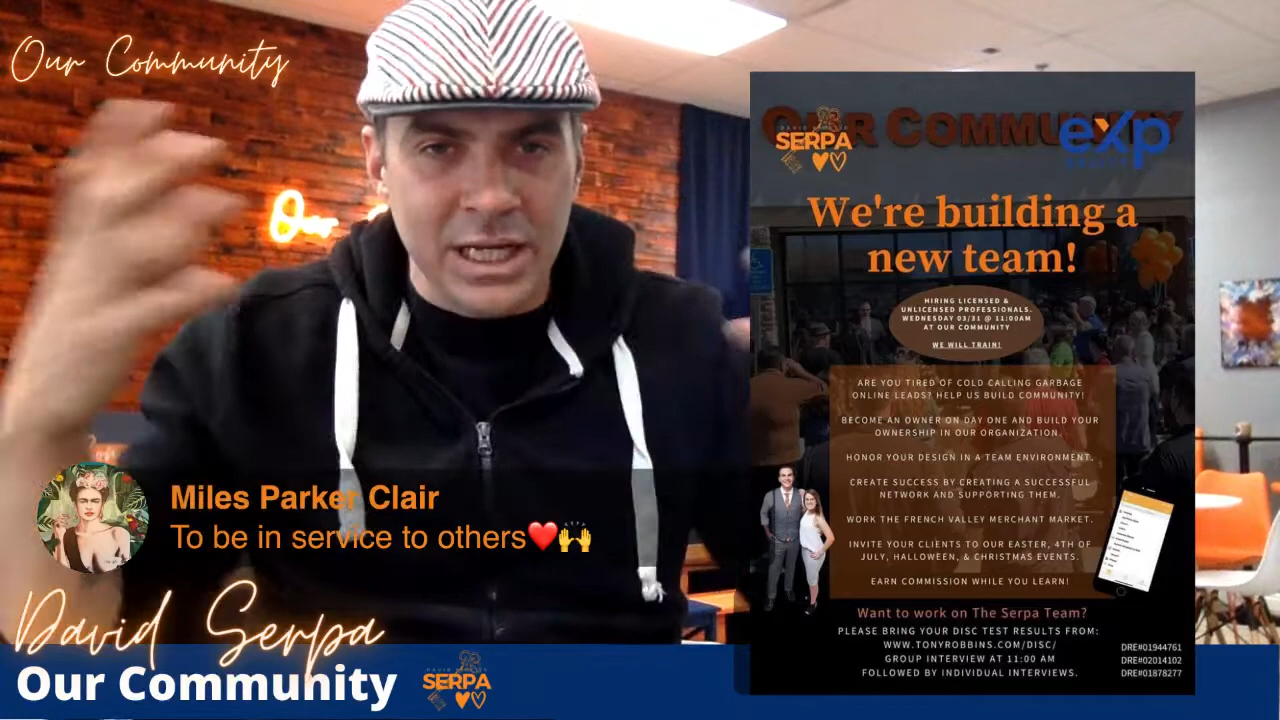 Our Community
Our
Miles Parker Clair
To be in service to others❤️🙌
David Serpa
Our Community
SERPA
OUR COMMUNITY
SERPA
eXp
REALTY
We're building a
new team!
HIRING LICENSED &
UNLICENSED PROFESSIONALS.
WEDNESDAY 03/31 @ 11:00AM
AT OUR COMMUNITY
WE WILL TRAIN!
ARE YOU TIRED OF COLD CALLING GARBAGE
ONLINE LEADS? HELP US BUILD COMMUNITY!
BECOME AN OWNER ON DAY ONE AND BUILD YOUR
OWNERSHIP IN OUR ORGANIZATION.
HONOR YOUR DESIGN IN A TEAM ENVIRONMENT.
CREATE SUCCESS BY CREATING A SUCCESSFUL
NETWORK AND SUPPORTING THEM.
WORK THE FRENCH VALLEY MERCHANT MARKET.
INVITE YOUR CLIENTS TO OUR EASTER, 4TH OF
JULY, HALLOWEEN, & CHRISTMAS EVENTS.
EARN COMMISSION WHILE YOU LEARN!
Want to work on The Serpa Team?
PLEASE BRING YOUR DISC TEST RESULTS FROM:
WWW.TONYROBBINS.COM/DISC/
GROUP INTERVIEW AT 11:00 AM
FOLLOWED BY INDIVIDUAL INTERVIEWS.
DRE#01944761
DRE#02014102
DRE#01878277